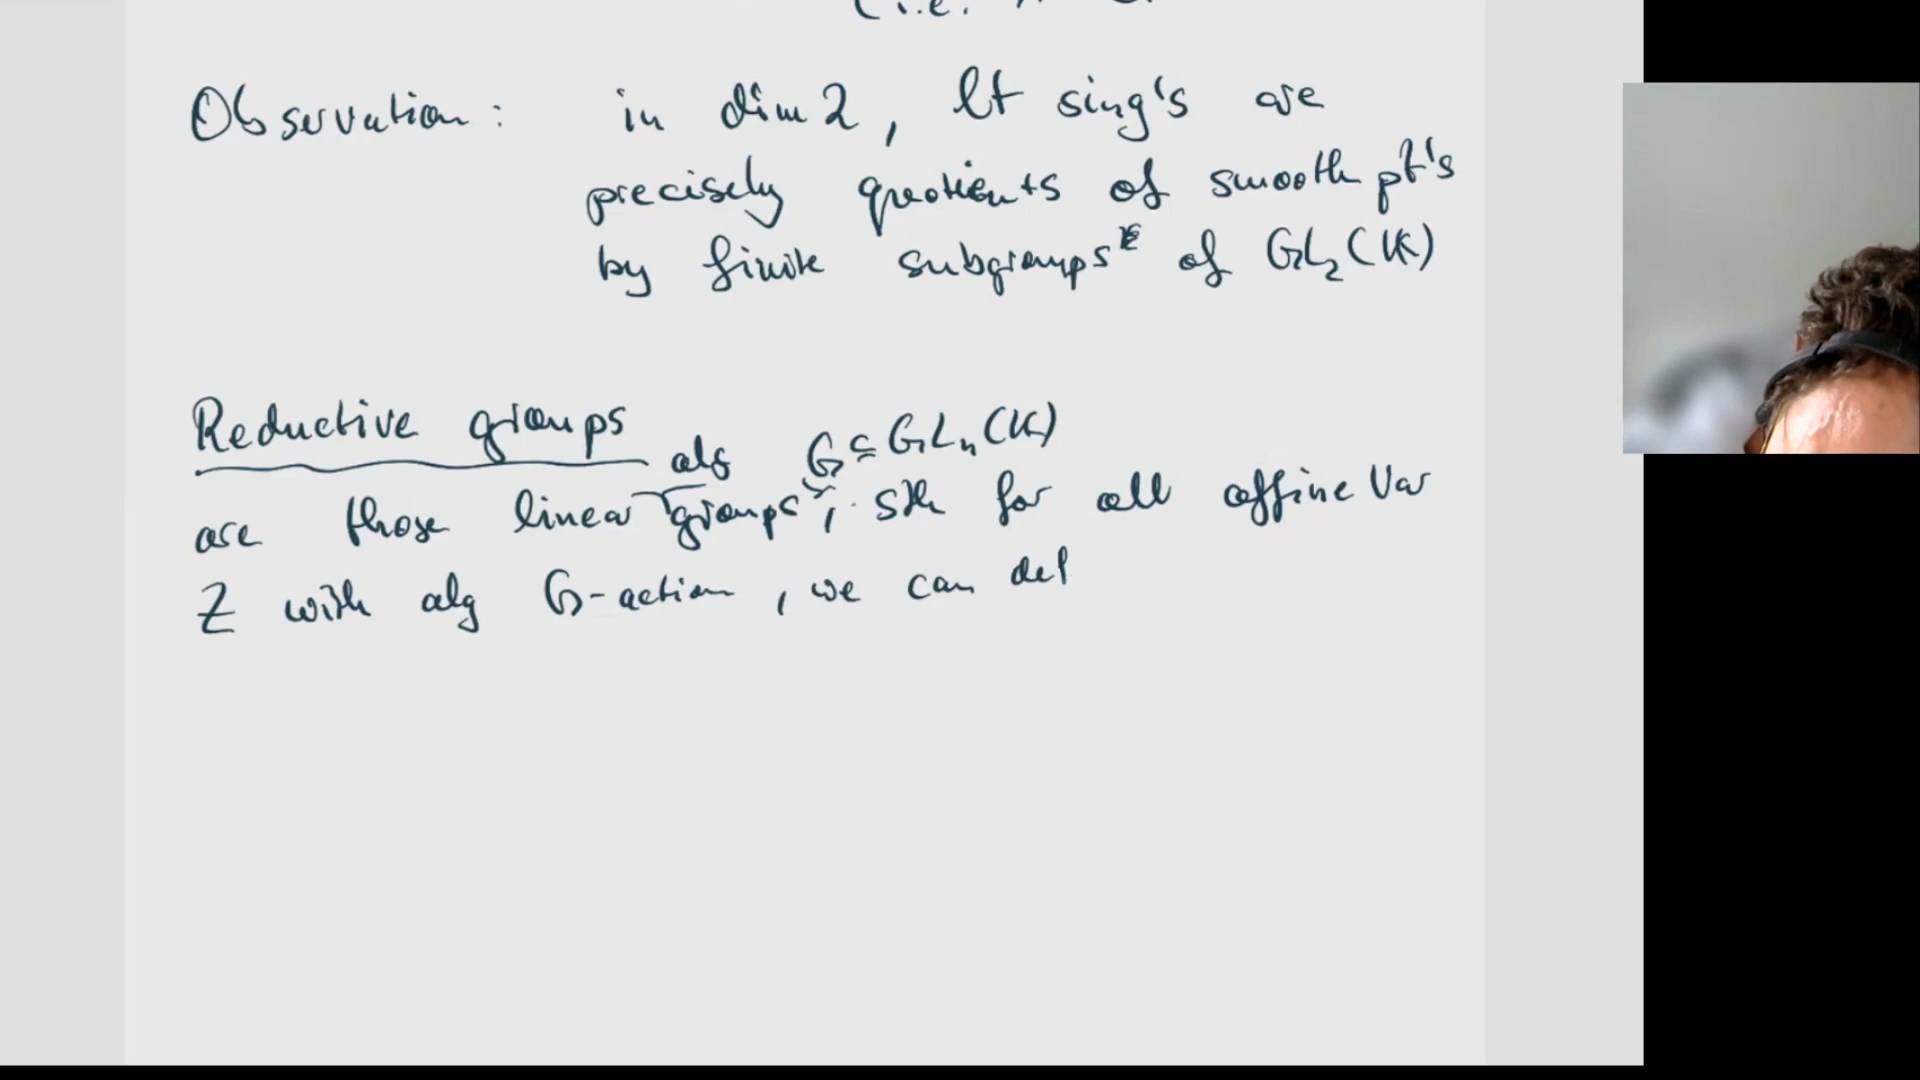 (i.e.
Observation: in dim 2, lt sing's are
precisely quotients of smooth pt's
by finite subgroups of GL₂(K)
Reductive groups
alg G ⊆ GLₙ(K)
are those linear groups, sth for all affine Var
Z with alg G-action, we can def